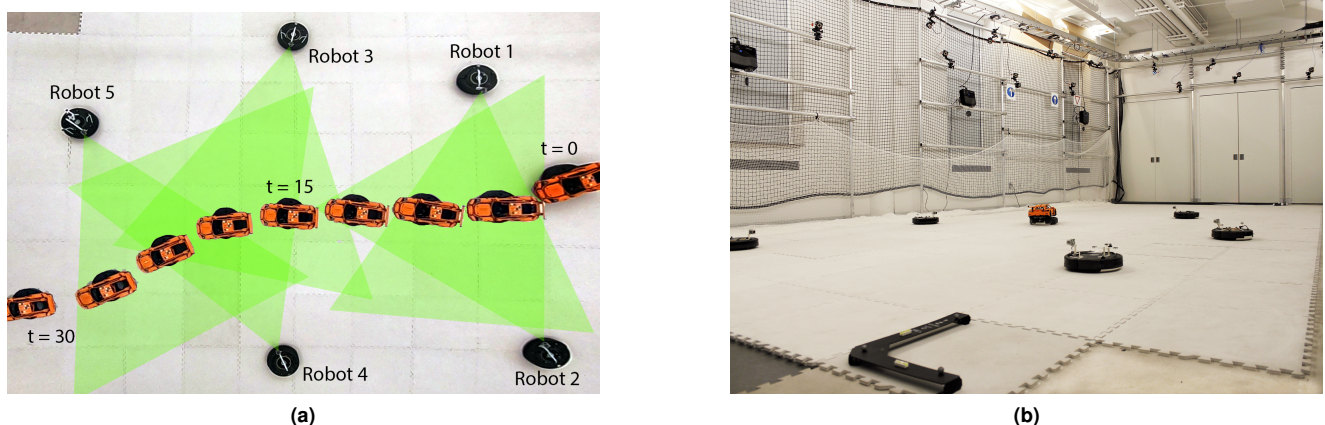 Robot 3
Robot 1
Robot 5
t = 0
t = 15
t = 30
Robot 4
Robot 2
(a)
(b)